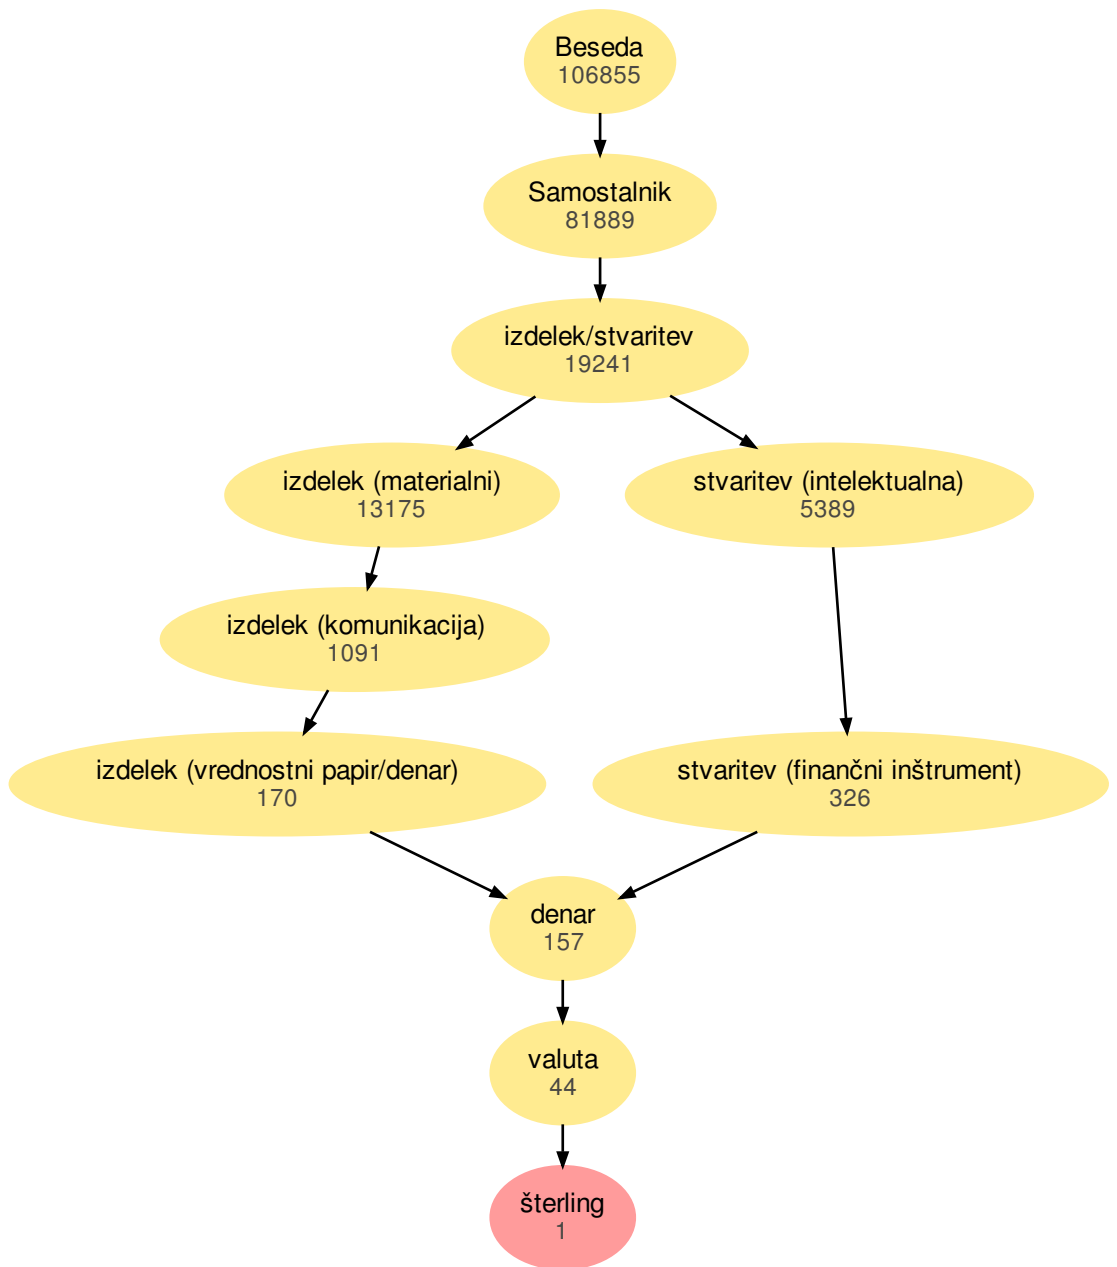 Beseda
106855
Samostalnik
81889
izdelek/stvaritev
19241
izdelek (materialni)
13175
stvaritev (intelektualna)
5389
izdelek (komunikacija)
1091
izdelek (vrednostni papir/denar)
170
stvaritev (finančni inštrument)
326
denar
157
valuta
44
šterling
1